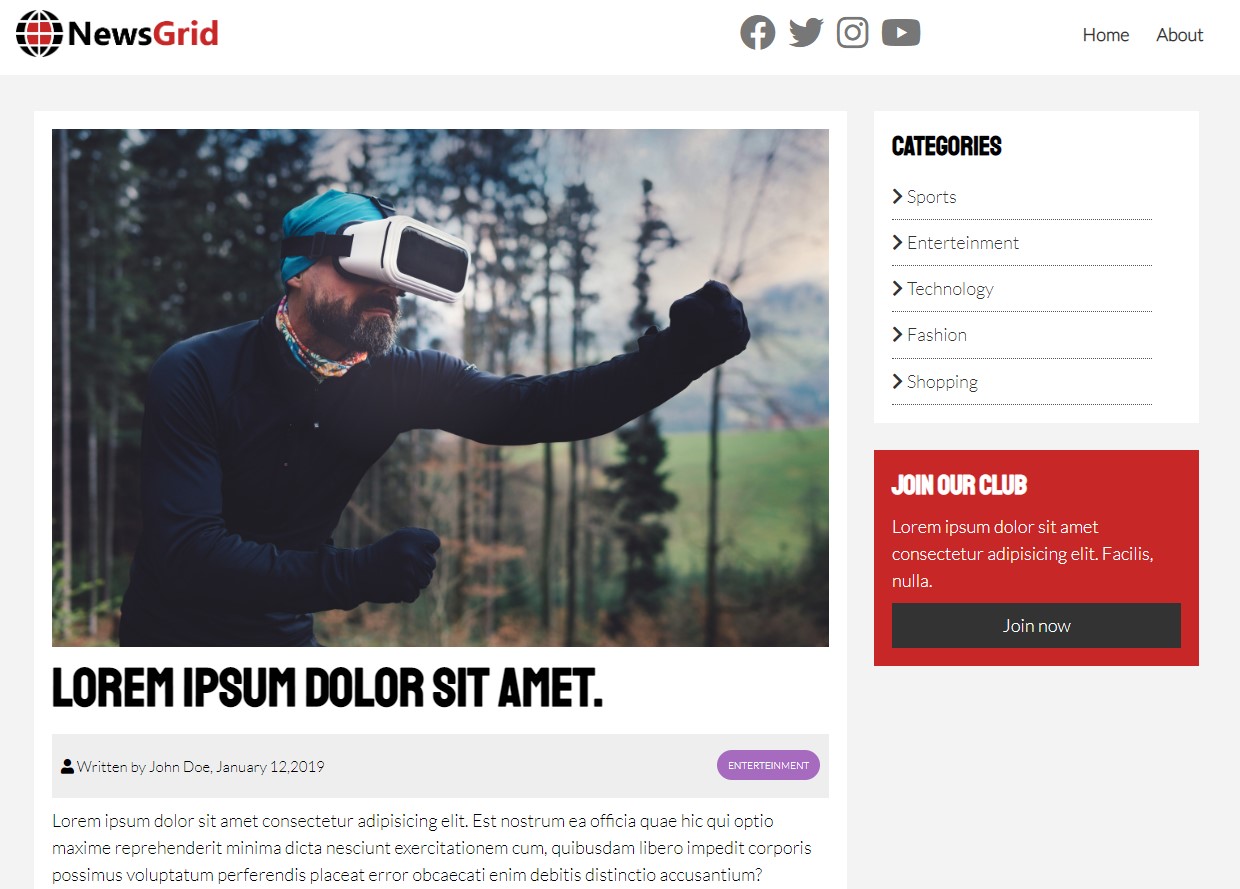 NewsGrid
Home About
CATEGORIES
Sports
Enterteinment
Technology
Fashion
Shopping
JOIN OUR CLUB
Lorem ipsum dolor sit amet
consectetur adipisicing elit. Facilis,
nulla.
Join now
LOREM IPSUM DOLOR SIT AMET.
Written by John Doe, January 12,2019
ENTERTEINMENT
Lorem ipsum dolor sit amet consectetur adipisicing elit. Est nostrum ea officia quae hic qui optio
maxime reprehenderit minima dicta nesciunt exercitationem cum, quibusdam libero impedit corporis
possimus voluptatum perferendis placeat error obcaecati enim debitis distinctio accusantium?